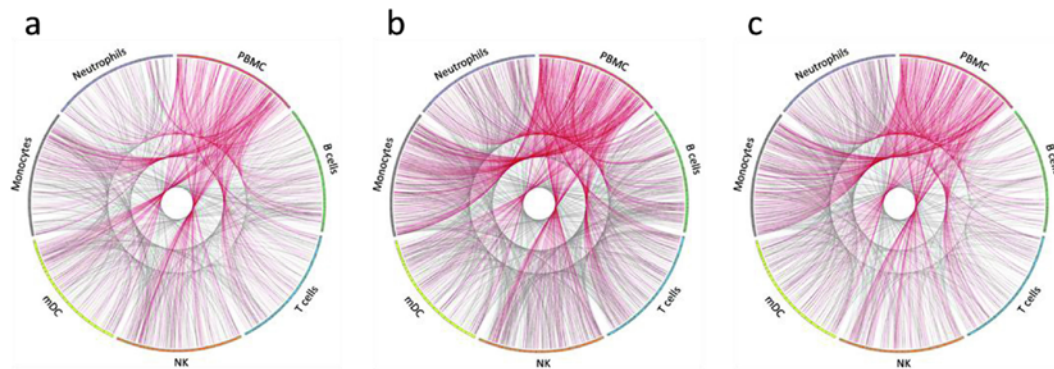 a
Neutrophils
PBMC
B cells
T cells
NK
mDC
Monocytes
b
Neutrophils
PBMC
B cells
T cells
NK
mDC
Monocytes
c
Neutrophils
PBMC
B cells
T cells
NK
mDC
Monocytes